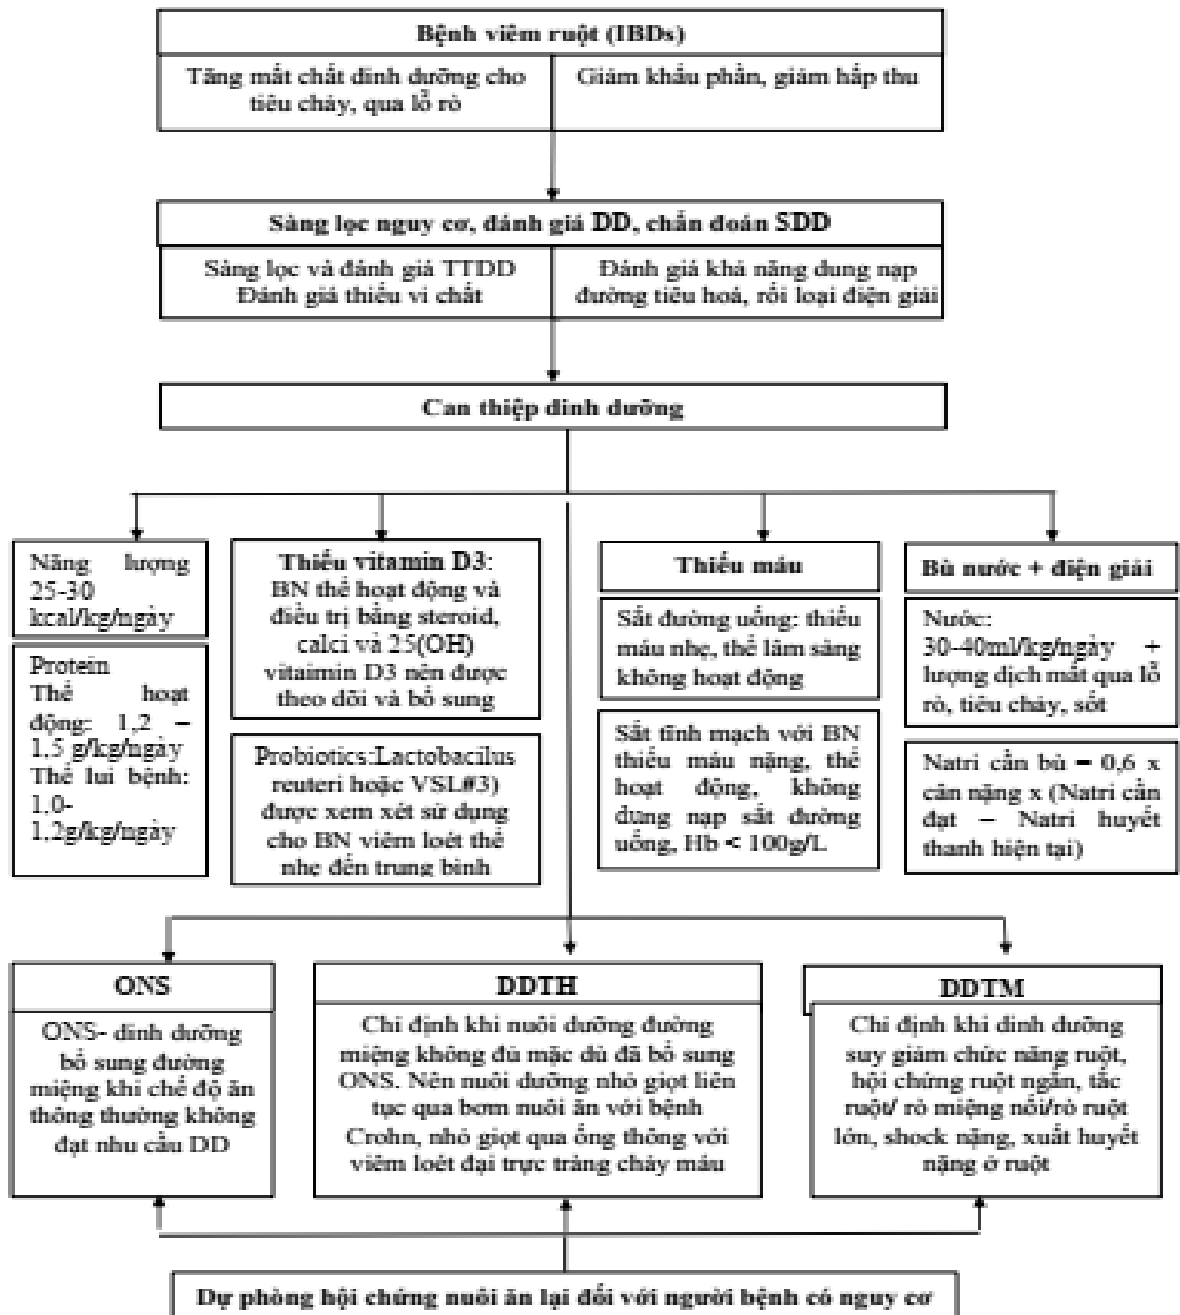 Bệnh viêm ruột (IBDs)
Tăng mất chất dinh dưỡng cho
tiêu chảy, qua lỗ rò
Giảm khẩu phần, giảm hấp thu
Sàng lọc nguy cơ, đánh giá DD, chẩn đoán SDD
Sàng lọc và đánh giá TTDD
Đánh giá thiếu vi chất
Đánh giá khả năng dung nạp
đường tiêu hoá, rối loại điện giải
Can thiệp dinh dưỡng
Năng lượng
25-30
kcal/kg/ngày
Protein
Thể hoạt
động: 1,2 –
1,5 g/kg/ngày
Thể lui bệnh:
1.0-
1,2g/kg/ngày
Thiếu vitamin D3:
BN thể hoạt động và
điều trị bằng steroid,
calci và 25(OH)
vitaimin D3 nên được
theo dõi và bổ sung
Probiotics:Lactobacilus
reuteri hoặc VSL#3)
được xem xét sử dụng
cho BN viêm loét thể
nhẹ đến trung bình
Thiếu máu
Sắt đường uống: thiếu
máu nhẹ, thể lâm sàng
không hoạt động
Sắt tĩnh mạch với BN
thiếu máu nặng, thể
hoạt động, không
dung nạp sắt đường
uống, Hb < 100g/L
Bù nước + điện giải
Nước:
30-40ml/kg/ngày +
lượng dịch mất qua lỗ
rò, tiêu chảy, sốt
Natri cần bù = 0,6 x
cân nặng x (Natri cần
đạt – Natri huyết
thanh hiện tại)
ONS
ONS- dinh dưỡng
bổ sung đường
miệng khi chế độ ăn
thông thường không
đạt nhu cầu DD
DDTH
Chỉ định khi nuôi dưỡng đường
miệng không đủ mặc dù đã bổ sung
ONS. Nên nuôi dưỡng nhỏ giọt liên
tục qua bơm nuôi ăn với bệnh
Crohn, nhỏ giọt qua ống thông với
viêm loét đại trực tràng chảy máu
DDTM
Chỉ định khi dinh dưỡng
suy giảm chức năng ruột,
hội chứng ruột ngắn, tắc
ruột/ rò miệng nối/rò ruột
lớn, shock nặng, xuất huyết
nặng ở ruột
Dự phòng hội chứng nuôi ăn lại đối với người bệnh có nguy cơ